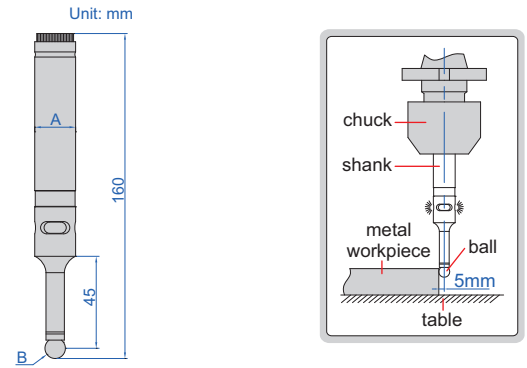 Unit: mm
A
160
45
B
chuck
shank
metal
workpiece
ball
5mm
table